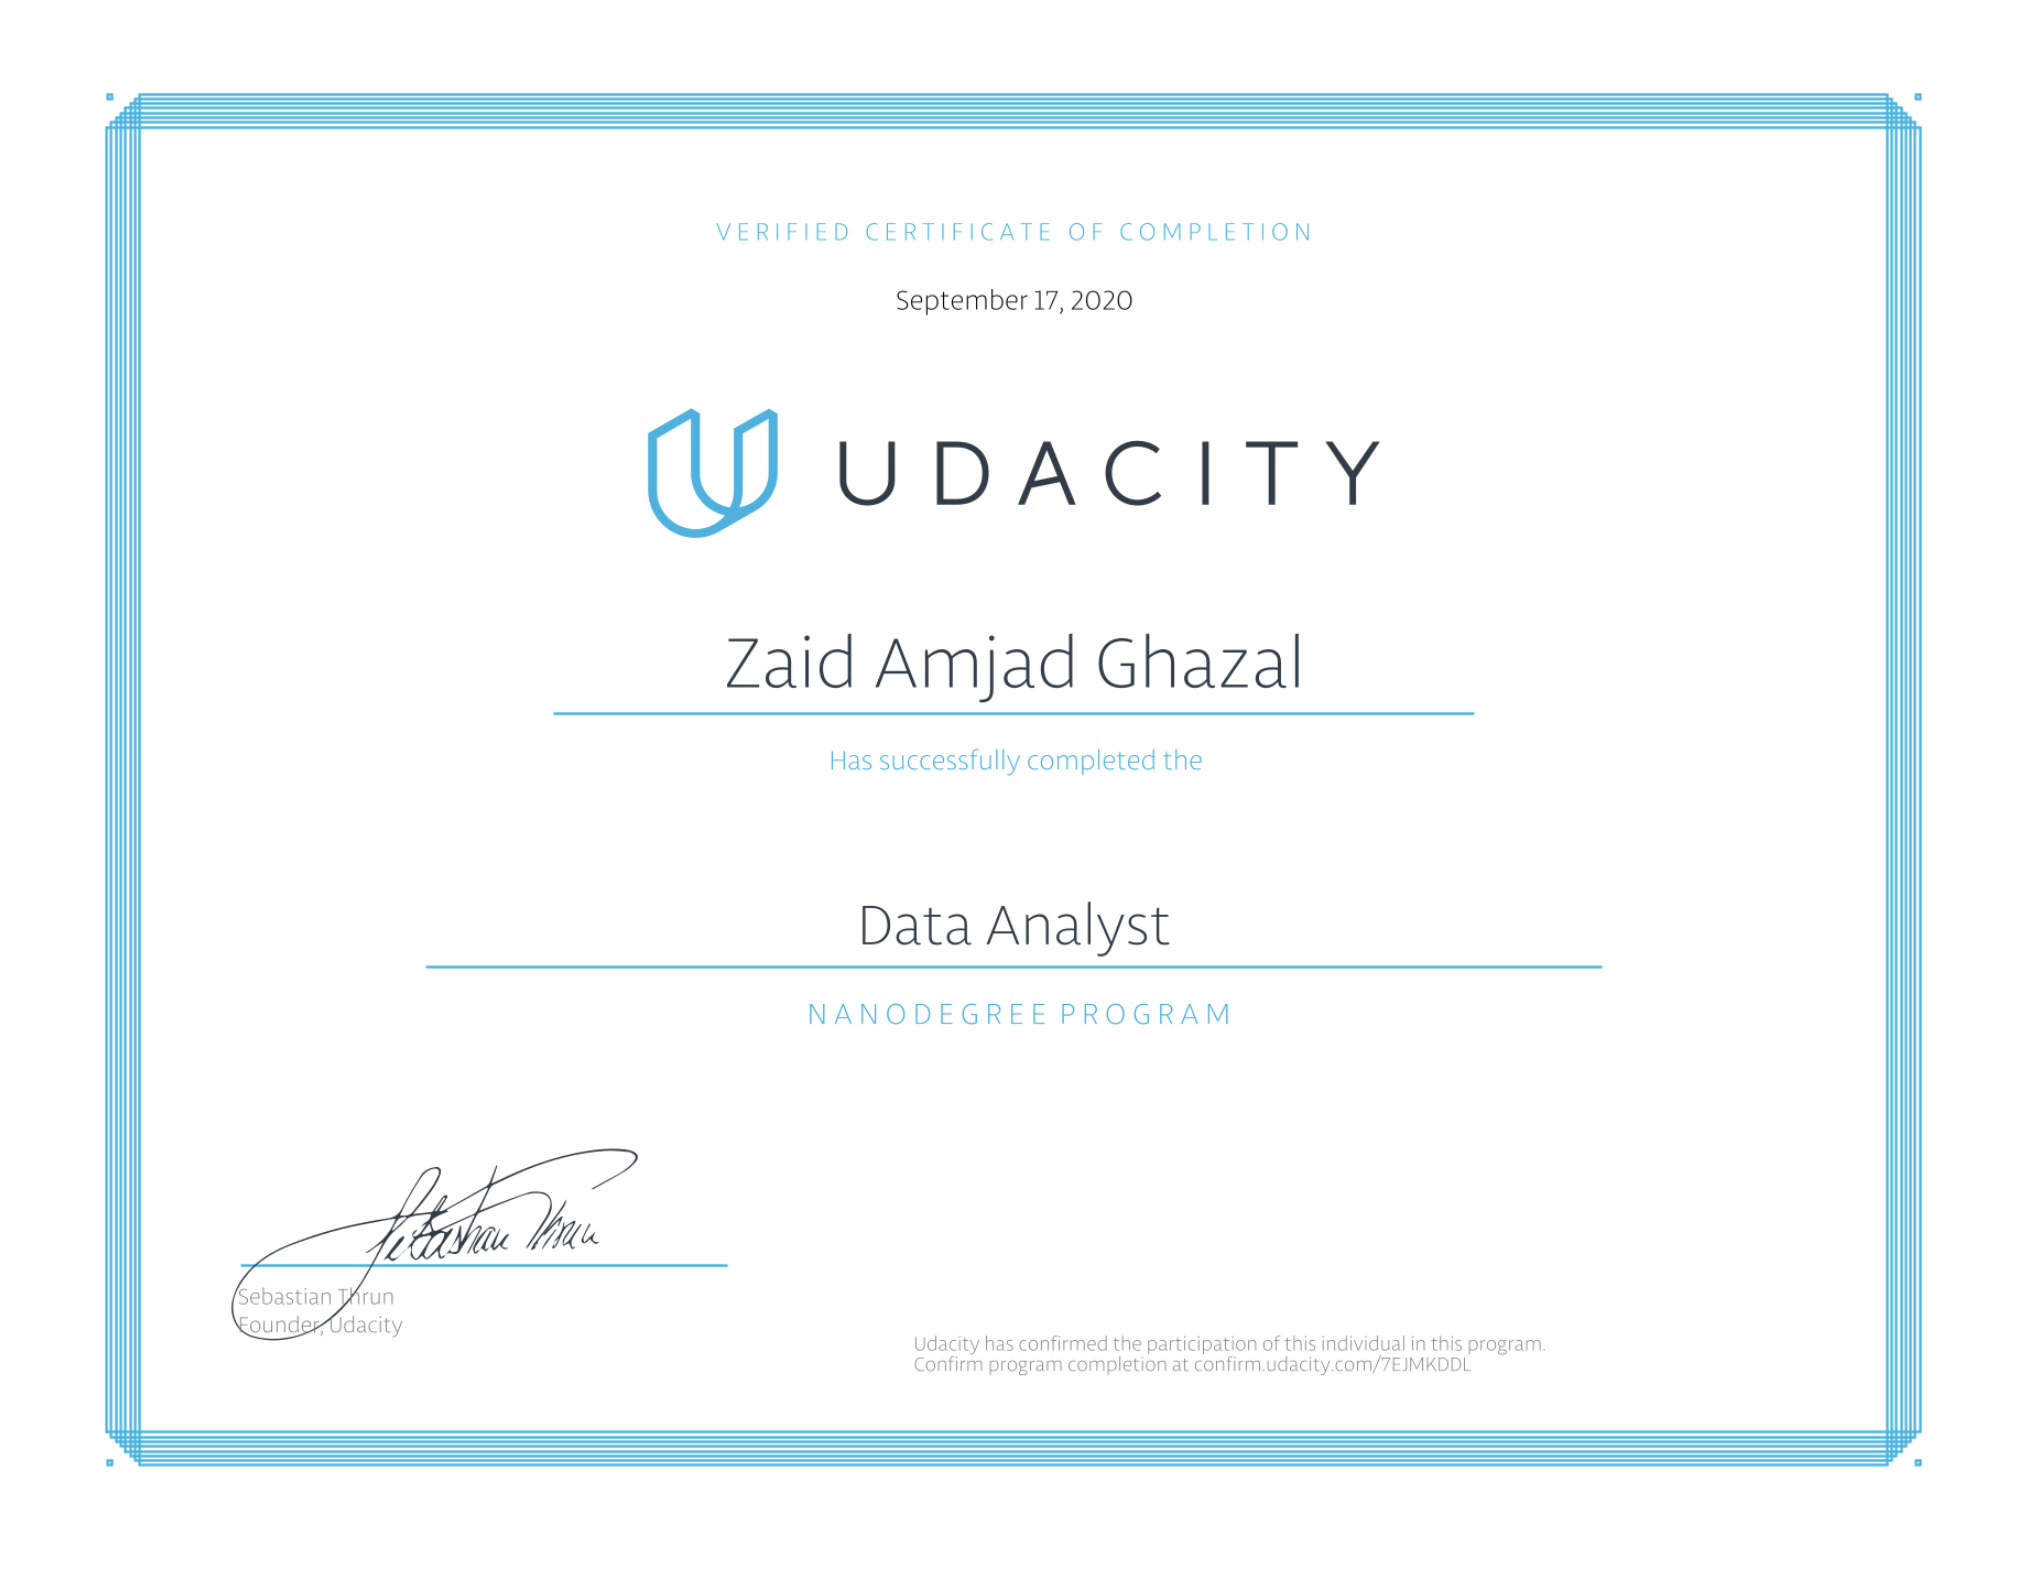 VERIFIED CERTIFICATE OF COMPLETION
September 17, 2020
UDACITY
Zaid Amjad Ghazal
Has successfully completed the
Data Analyst
NANODEGREE PROGRAM
Sebastian Thrun
Sebastian Thrun
Founder, Udacity
Udacity has confirmed the participation of this individual in this program.
Confirm program completion at confirm.udacity.com/7EJMKDDL